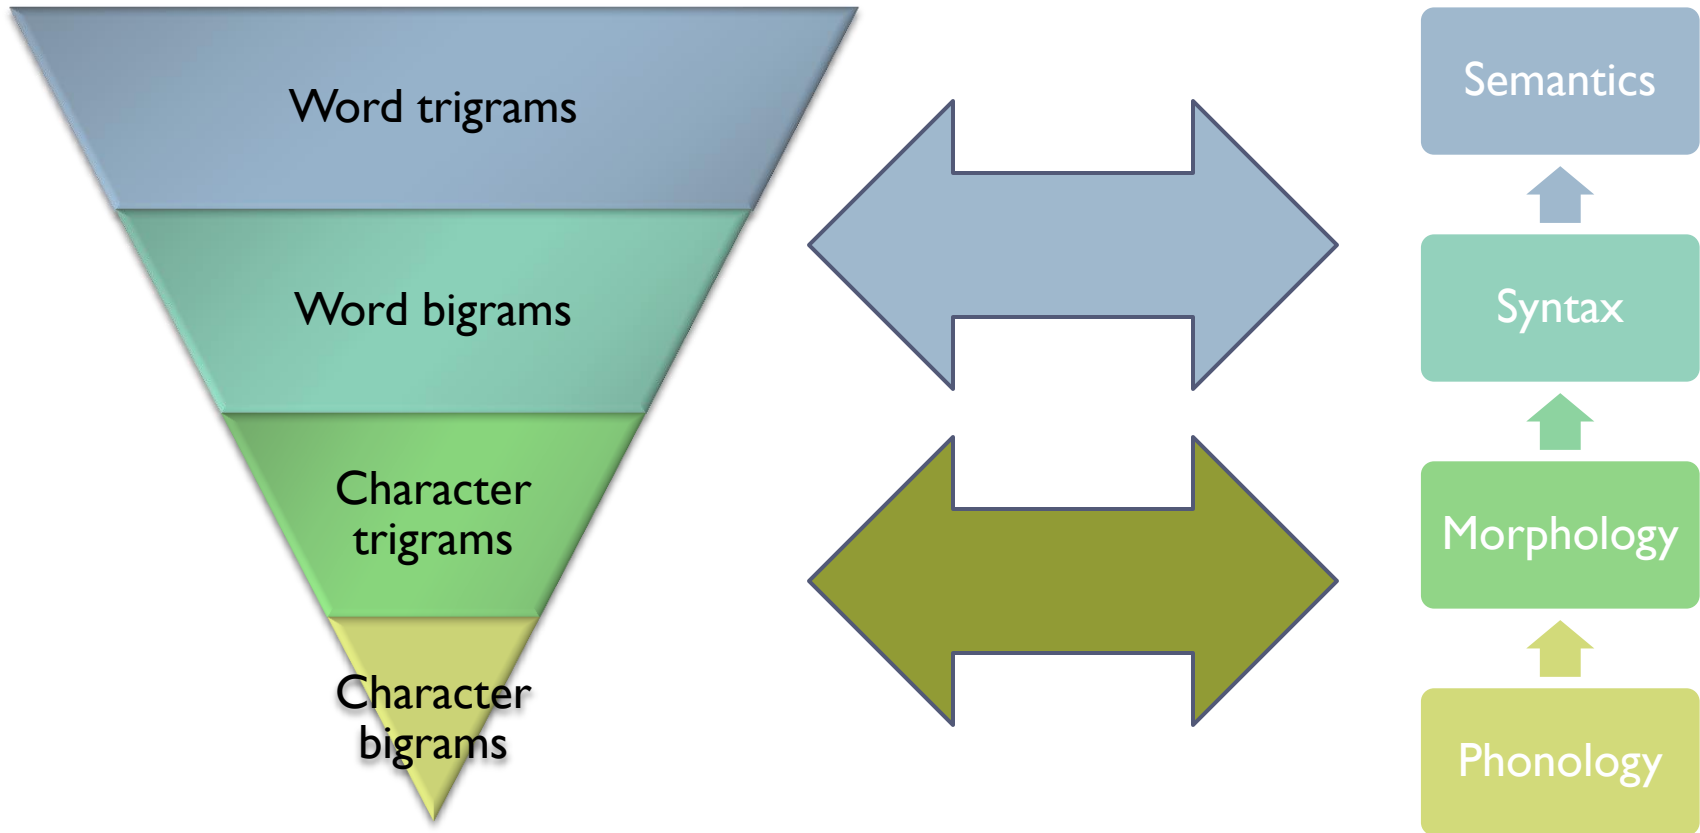 Word trigrams
Word bigrams
Character
trigrams
Character
bigrams
Semantics
Syntax
Morphology
Phonology